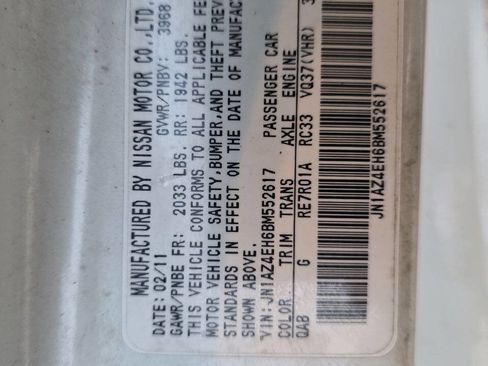 MANUFACTURED BY NISSAN MOTOR CO.,LTD.
DATE: 02/11 GVWR/PNBV: 3968
GAWR/PNBE FR: 2033 LBS. RR: 1942 LBS.
THIS VEHICLE CONFORMS TO ALL APPLICABLE FE
MOTOR VEHICLE SAFETY,BUMPER,AND THEFT PREV
STANDARDS IN EFFECT ON THE DATE OF MANUFAC
SHOWN ABOVE.
VIN: JN1AZ4EH6BM552617 PASSENGER CAR
COLOR TRIM TRANS AXLE ENGINE
QAB G RE7R01A RC33 VQ37(VHR) 3
JN1AZ4EH6BM552617